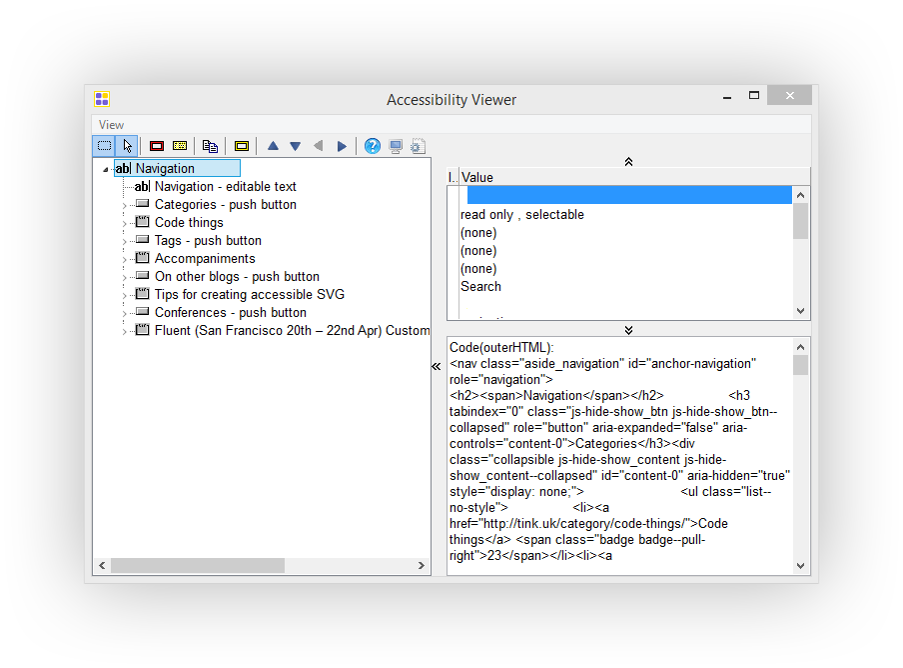 Accessibility Viewer
View
ab Navigation
ab Navigation - editable text
Categories - push button
Code things
Tags - push button
Accompaniments
On other blogs - push button
Tips for creating accessible SVG
Conferences - push button
Fluent (San Francisco 20th – 22nd Apr) Custom
I.. Value
read only , selectable
(none)
(none)
(none)
Search
Code(outerHTML):
<nav class="aside_navigation" id="anchor-navigation"
role="navigation">
<h2><span>Navigation</span></h2> <h3
tabindex="0" class="js-hide-show_btn js-hide-show_btn--
collapsed" role="button" aria-expanded="false" aria-
controls="content-0">Categories</h3><div
class="collapsible js-hide-show_content js-hide-
show_content--collapsed" id="content-0" aria-hidden="true"
style="display: none;"> <ul class="list--
no-style"> <li><a
href="http://tink.uk/category/code-things/">Code
things</a> <span class="badge badge--pull-
right">23</span></li><li><a